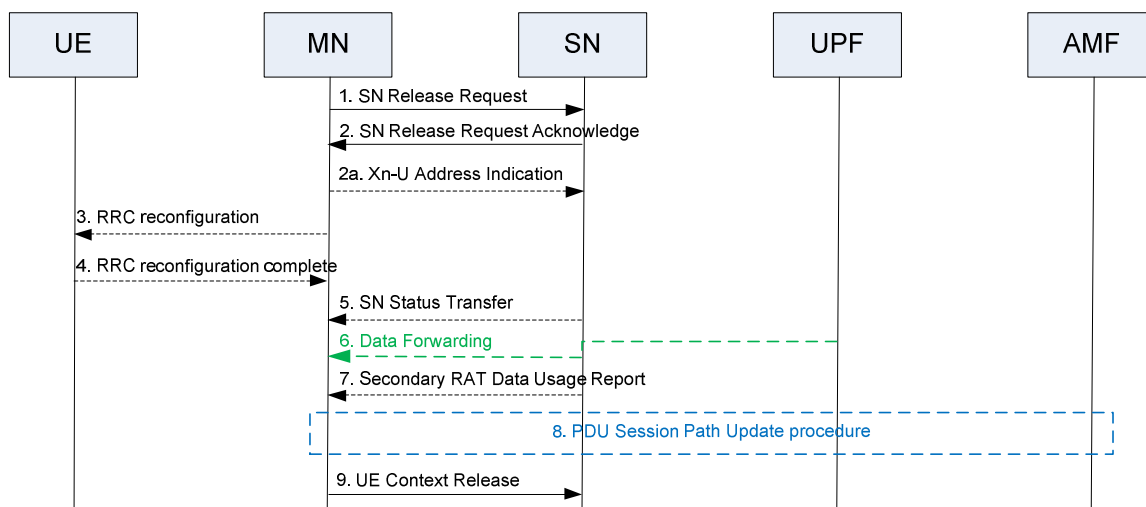 UE
MN
SN
UPF
AMF
1. SN Release Request
2. SN Release Request Acknowledge
2a. Xn-U Address Indication
3. RRC reconfiguration
4. RRC reconfiguration complete
5. SN Status Transfer
6. Data Forwarding
7. Secondary RAT Data Usage Report
8. PDU Session Path Update procedure
9. UE Context Release